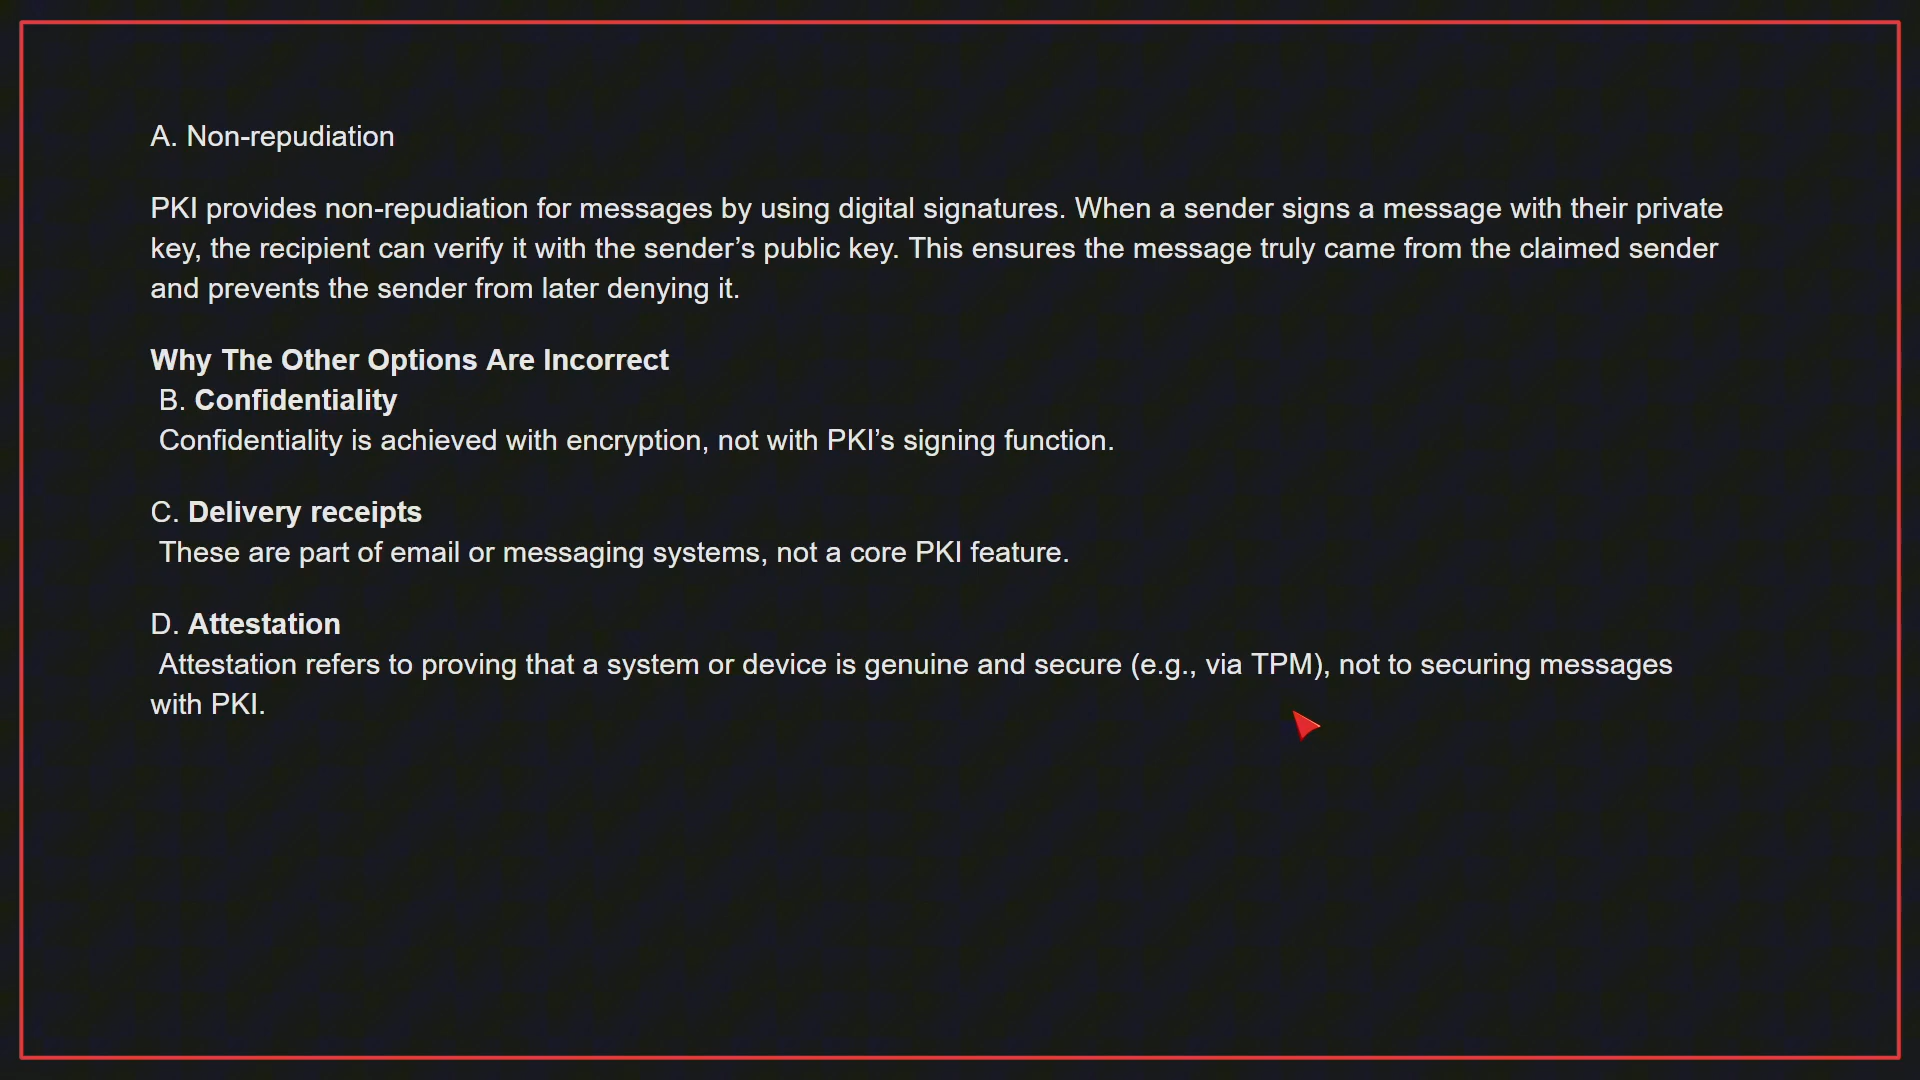 A. Non-repudiation
PKI provides non-repudiation for messages by using digital signatures. When a sender signs a message with their private
key, the recipient can verify it with the sender’s public key. This ensures the message truly came from the claimed sender
and prevents the sender from later denying it.
Why The Other Options Are Incorrect
B. Confidentiality
Confidentiality is achieved with encryption, not with PKI’s signing function.
C. Delivery receipts
These are part of email or messaging systems, not a core PKI feature.
D. Attestation
Attestation refers to proving that a system or device is genuine and secure (e.g., via TPM), not to securing messages
with PKI.